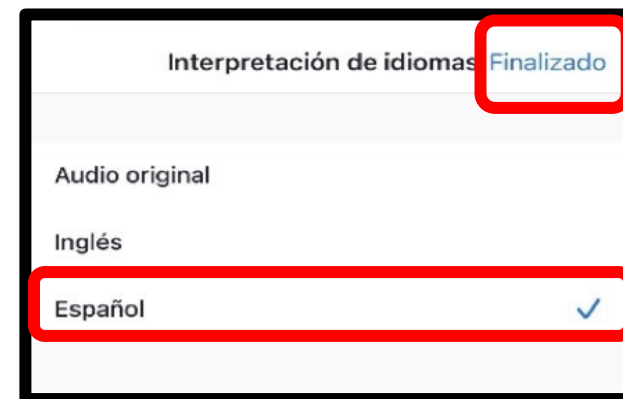 Interpretación de idiomas Finalizado
Audio original
Inglés
Español